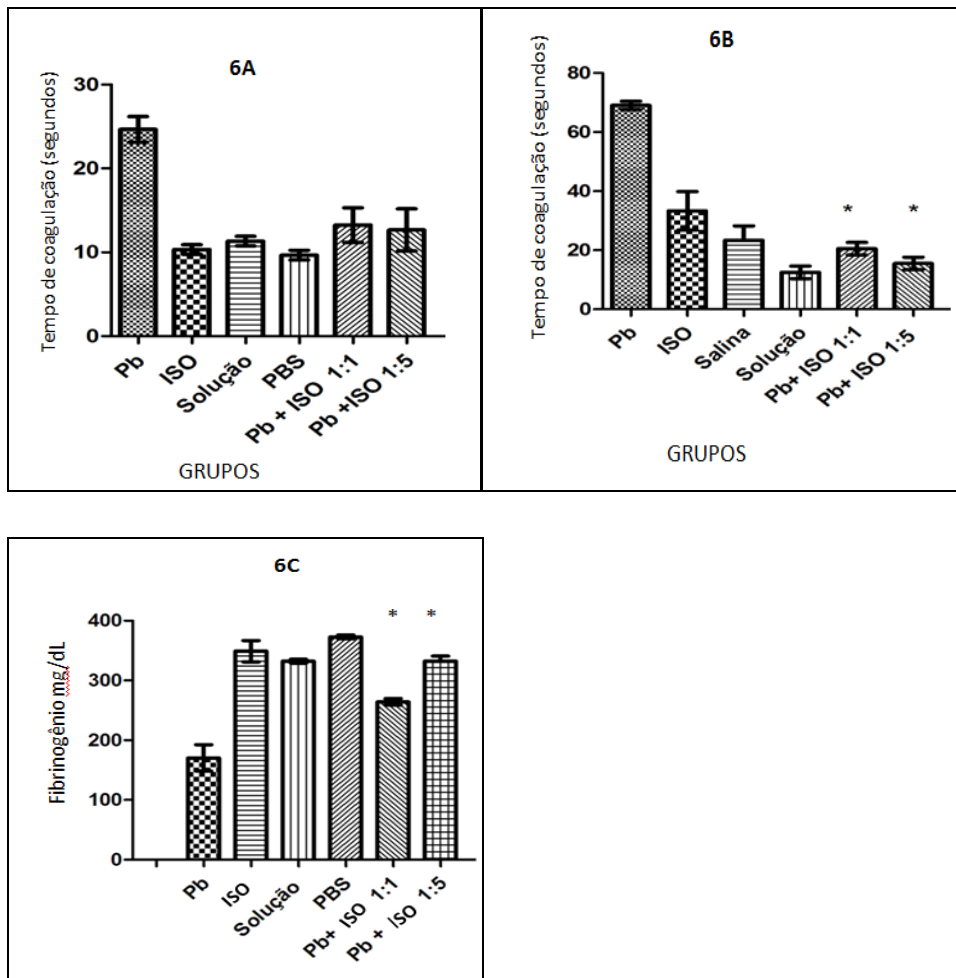 6A
Tempo de coagulação (segundos)
30
20
10
0
Pb
ISO
Solução
PBS
Pb + ISO 1:1
Pb +ISO 1:5
GRUPOS
6B
Tempo de coagulação (segundos)
80
60
40
20
0
* *
Pb
ISO
Salina
Solução
Pb+ ISO 1:1
Pb+ ISO 1:5
GRUPOS
6C
Fibrinogênio mg/dL
400
300
200
100
0
* *
Pb
ISO
Solução
PBS
Pb+ ISO 1:1
Pb + ISO 1:5